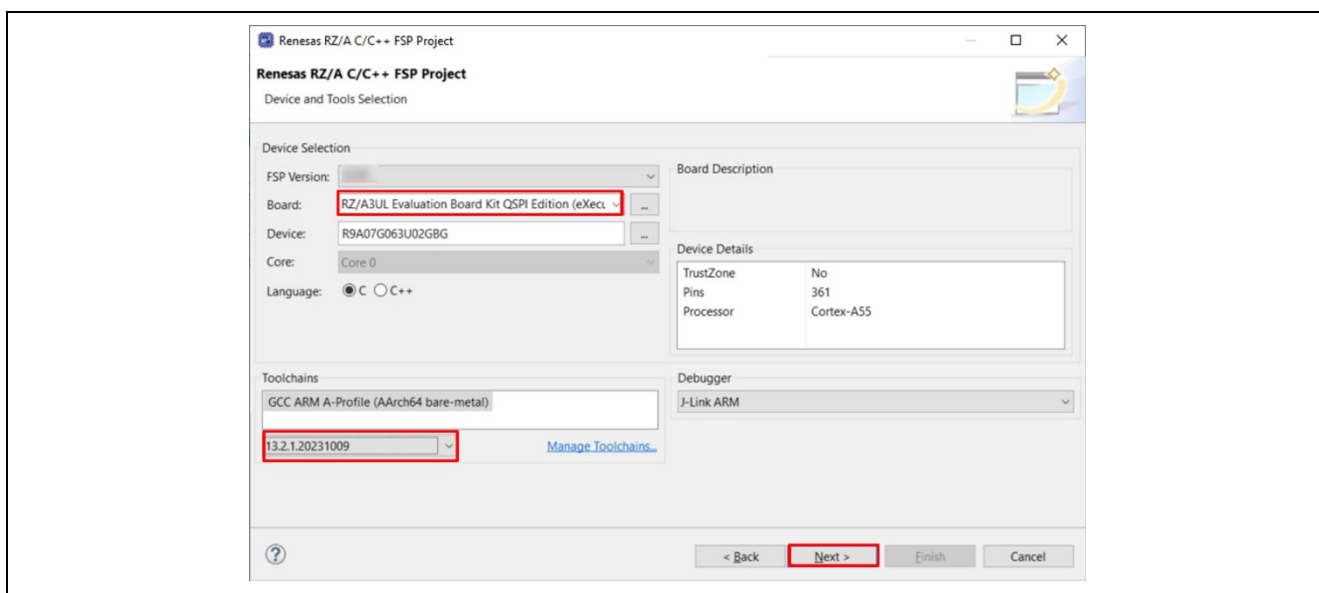 Renesas RZ/A C/C++ FSP Project
Renesas RZ/A C/C++ FSP Project
Device and Tools Selection
Device Selection
FSP Version:
Board: RZ/A3UL Evaluation Board Kit QSPI Edition (eXecu ...
Device: R9A07G063U02GBG ...
Core: Core 0
Language: C C++
Board Description
Device Details
TrustZone No
Pins 361
Processor Cortex-A55
Toolchains
GCC ARM A-Profile (AArch64 bare-metal)
13.2.1.20231009
Manage Toolchains...
Debugger
J-Link ARM
?
< Back Next > Finish Cancel